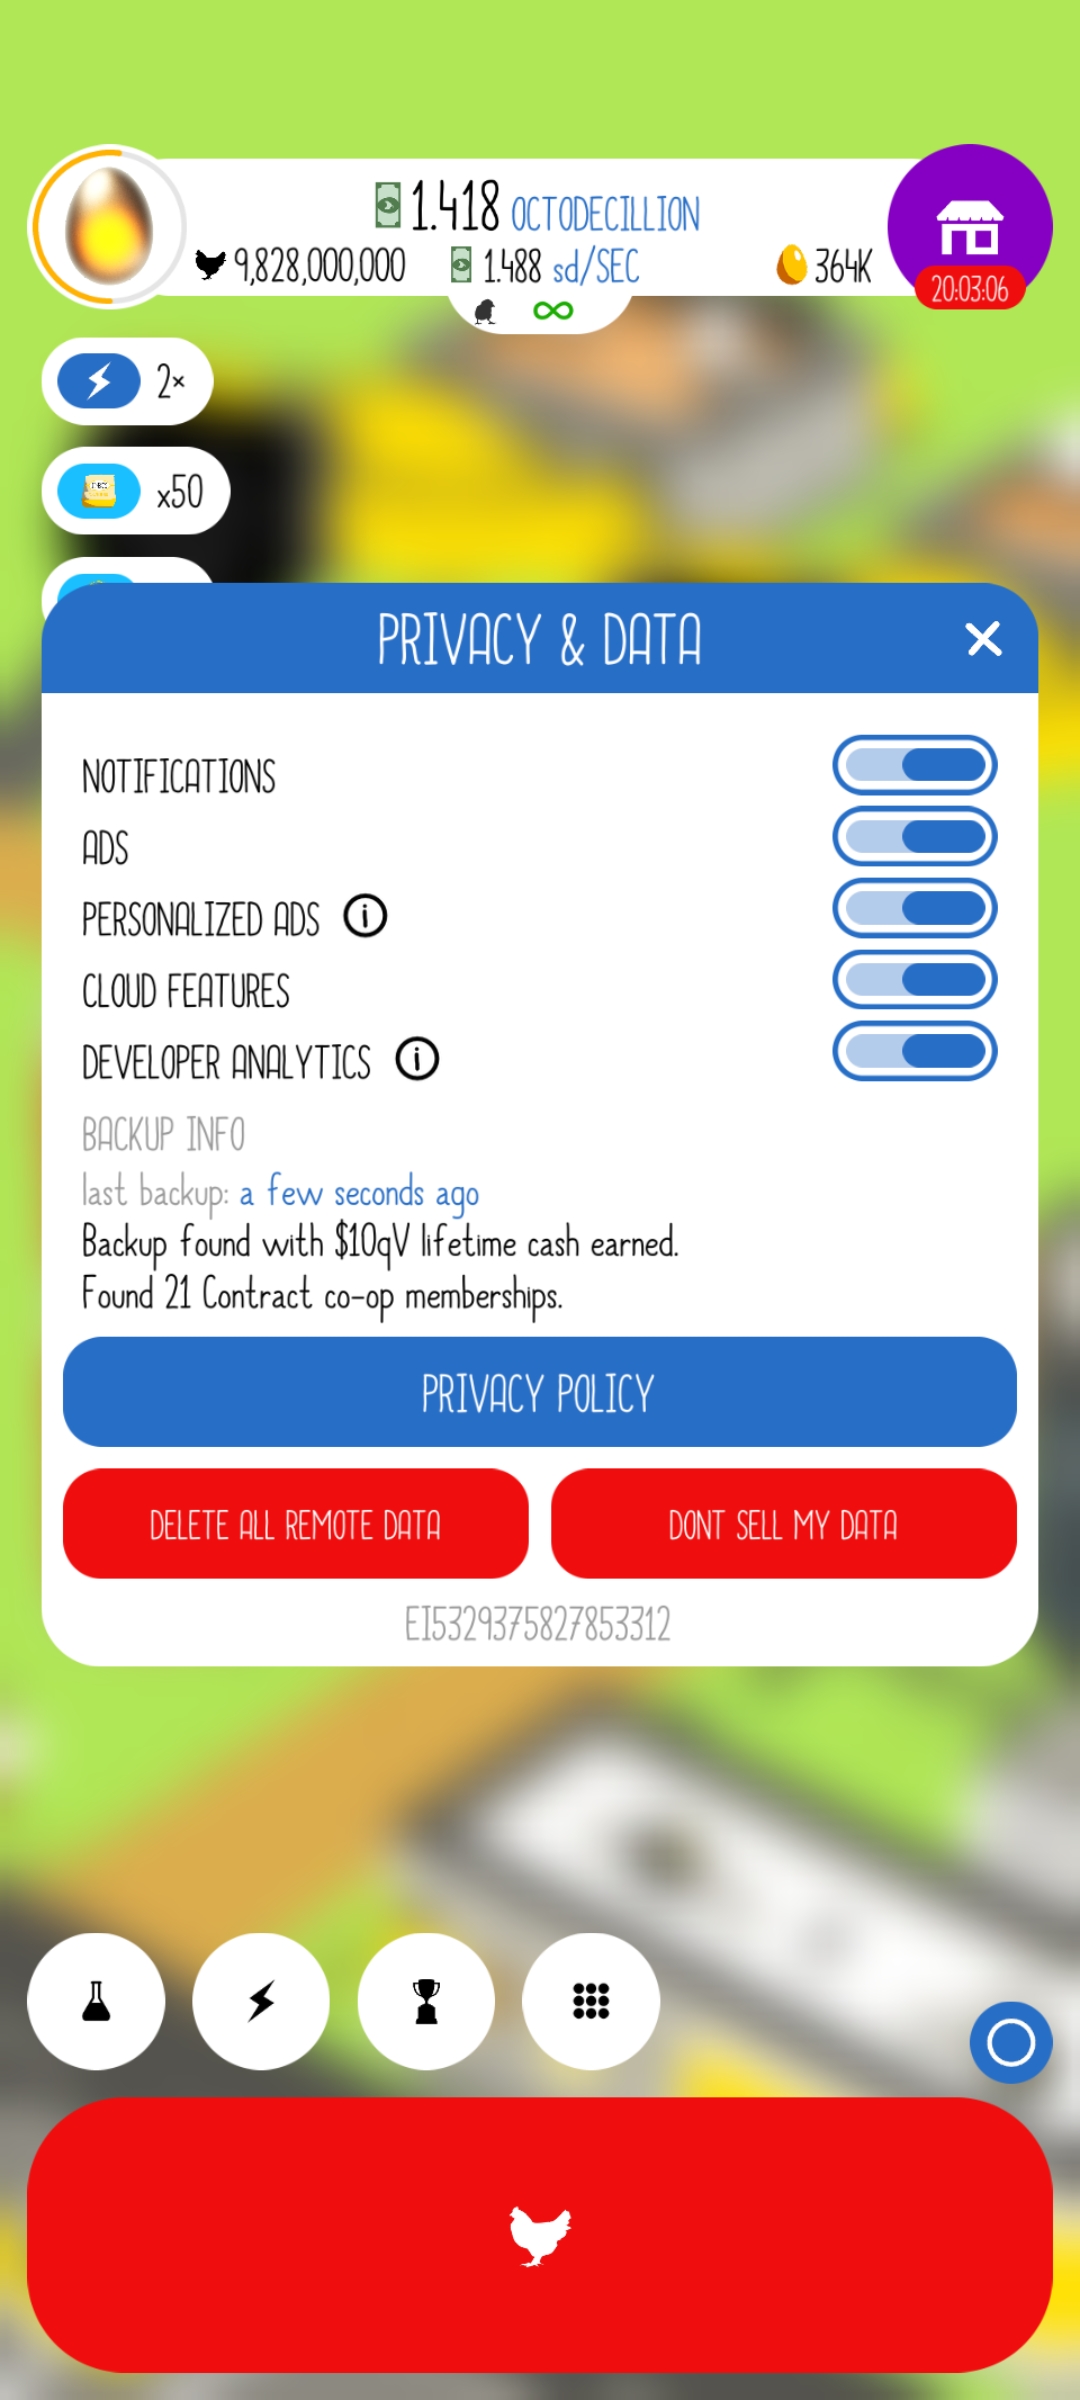 1.418 OCTODECILLION
9,828,000,000 1.488 sd/SEC 364K
20:03:06
2×
x50
PRIVACY & DATA
NOTIFICATIONS
ADS
PERSONALIZED ADS
CLOUD FEATURES
DEVELOPER ANALYTICS
BACKUP INFO
last backup: a few seconds ago
Backup found with $10qV lifetime cash earned.
Found 21 Contract co-op memberships.
PRIVACY POLICY
DELETE ALL REMOTE DATA
DONT SELL MY DATA
EI5329375827853312